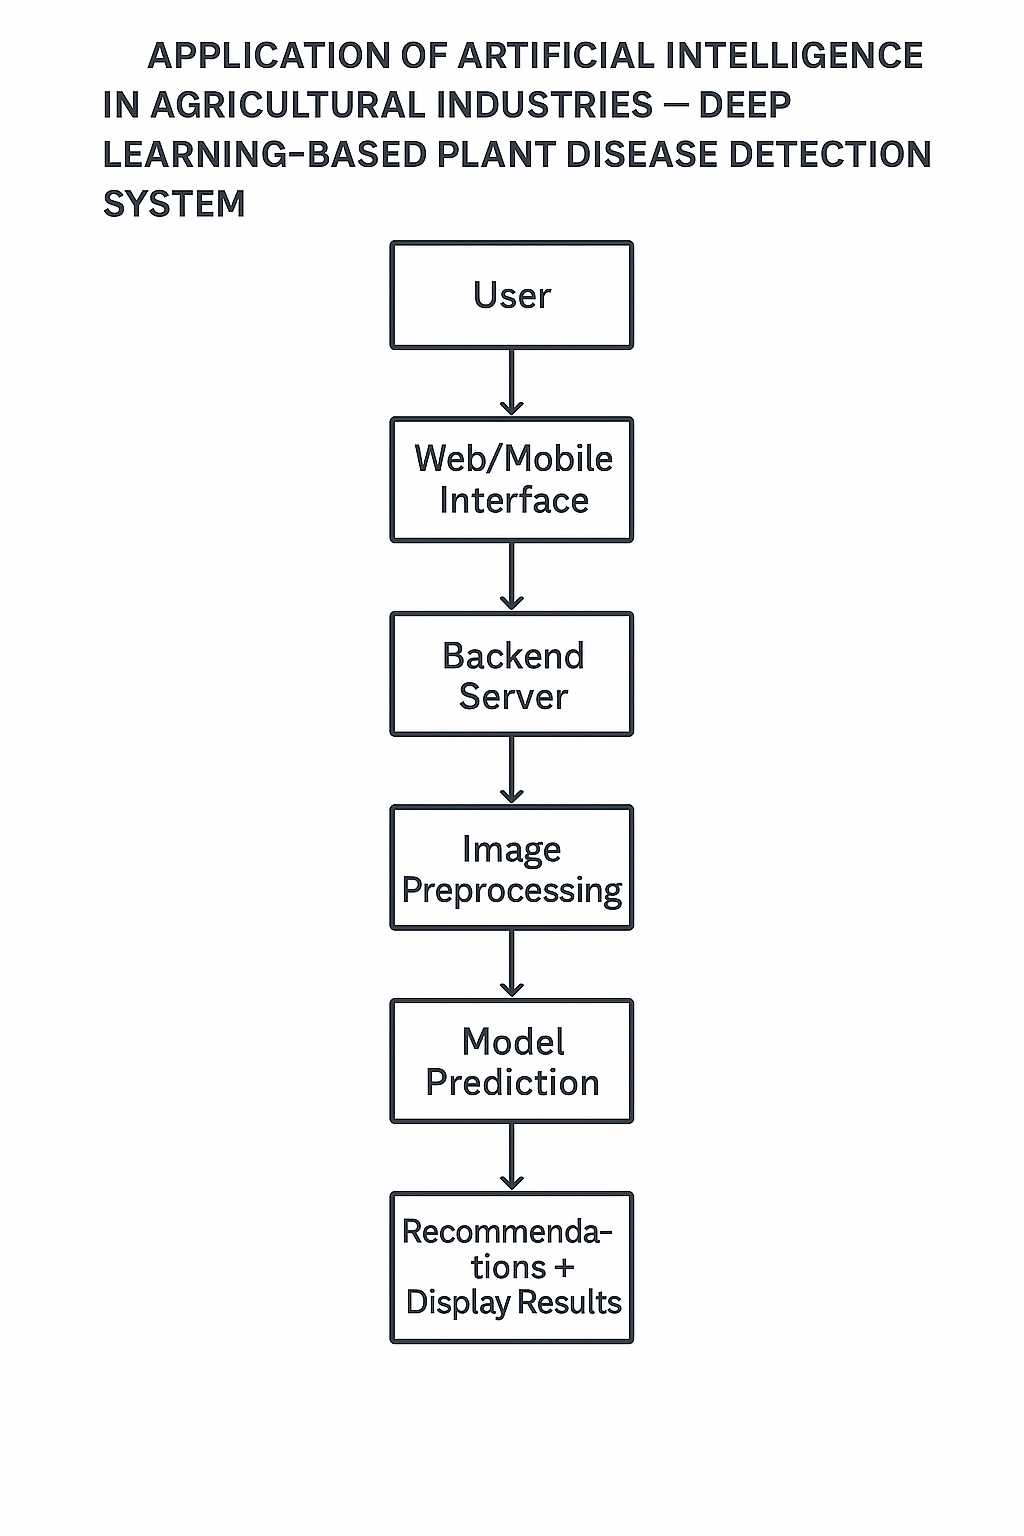 APPLICATION OF ARTIFICIAL INTELLIGENCE
IN AGRICULTURAL INDUSTRIES — DEEP
LEARNING-BASED PLANT DISEASE DETECTION
SYSTEM
User
Web/Mobile
Interface
Backend
Server
Image
Preprocessing
Model
Prediction
Recommenda-
tions +
Display Results